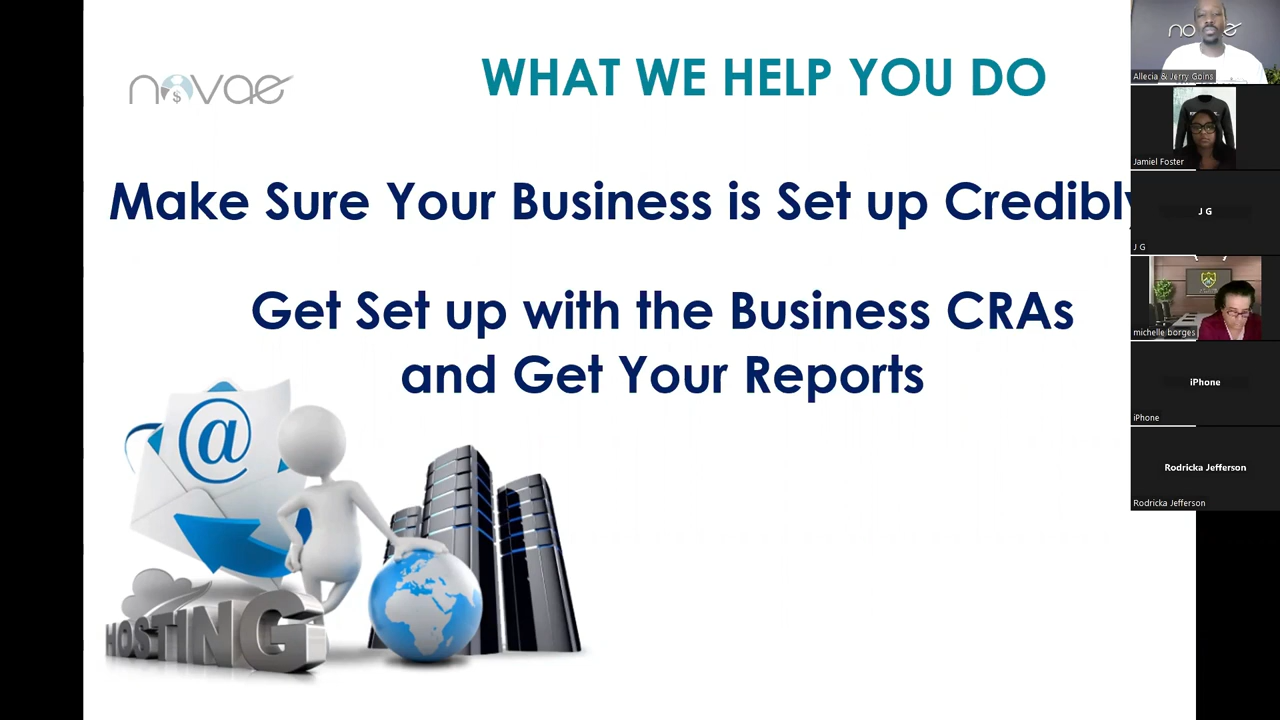 novae
$
WHAT WE HELP YOU DO
Make Sure Your Business is Set up Credibly
Get Set up with the Business CRAs
and Get Your Reports
@
HOSTING
novae
Allecia & Jerry Goins
Jamiel Foster
J G
J G
michelle borges
iPhone
iPhone
Rodricka Jefferson
Rodricka Jefferson